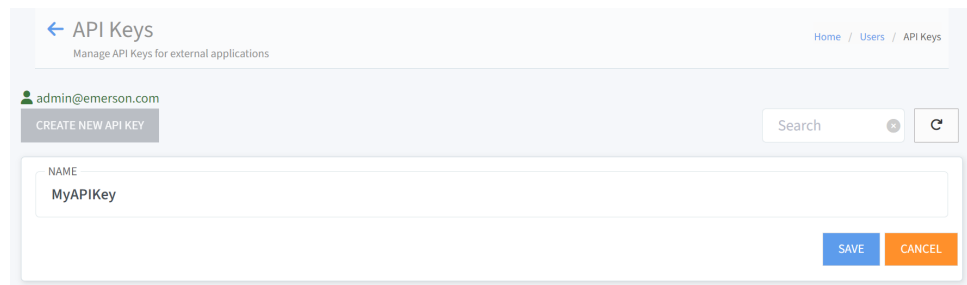 API Keys
Manage API Keys for external applications
Home / Users / API Keys
admin@emerson.com
CREATE NEW API KEY
Search
NAME
MyAPIKey
SAVE
CANCEL